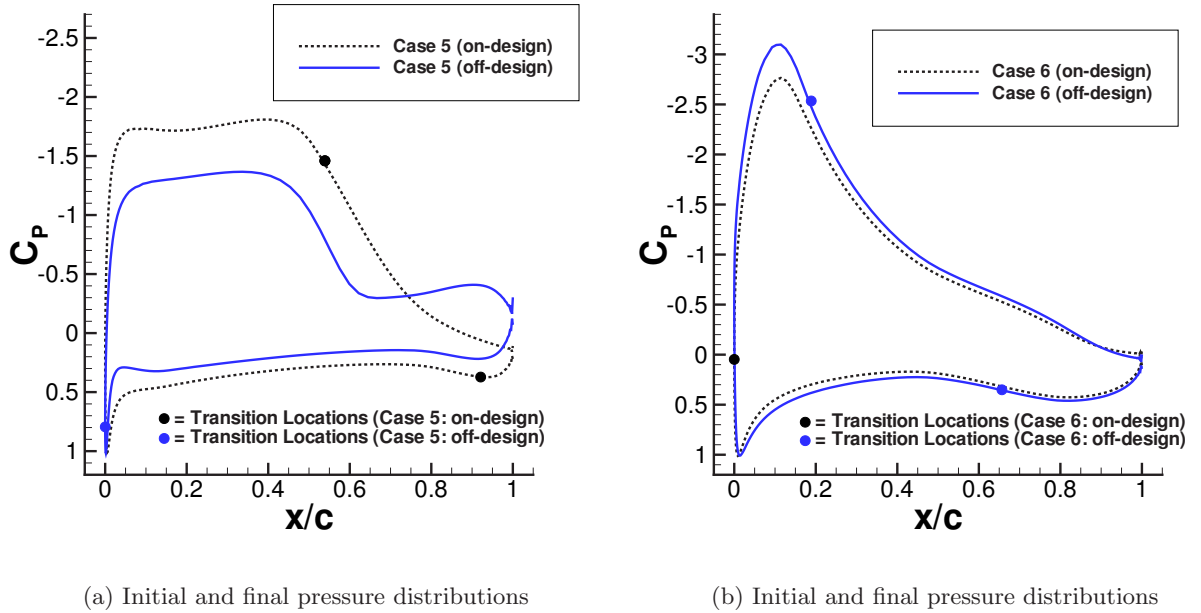 -2.5
-2
-1.5
-1
-0.5
0
0.5
1
C_P
Case 5 (on-design)
Case 5 (off-design)
= Transition Locations (Case 5: on-design)
= Transition Locations (Case 5: off-design)
0 0.2 0.4 0.6 0.8 1
x/c
(a) Initial and final pressure distributions
-3
-2.5
-2
-1.5
-1
-0.5
0
0.5
1
C_P
Case 6 (on-design)
Case 6 (off-design)
= Transition Locations (Case 6: on-design)
= Transition Locations (Case 6: off-design)
0 0.2 0.4 0.6 0.8 1
x/c
(b) Initial and final pressure distributions